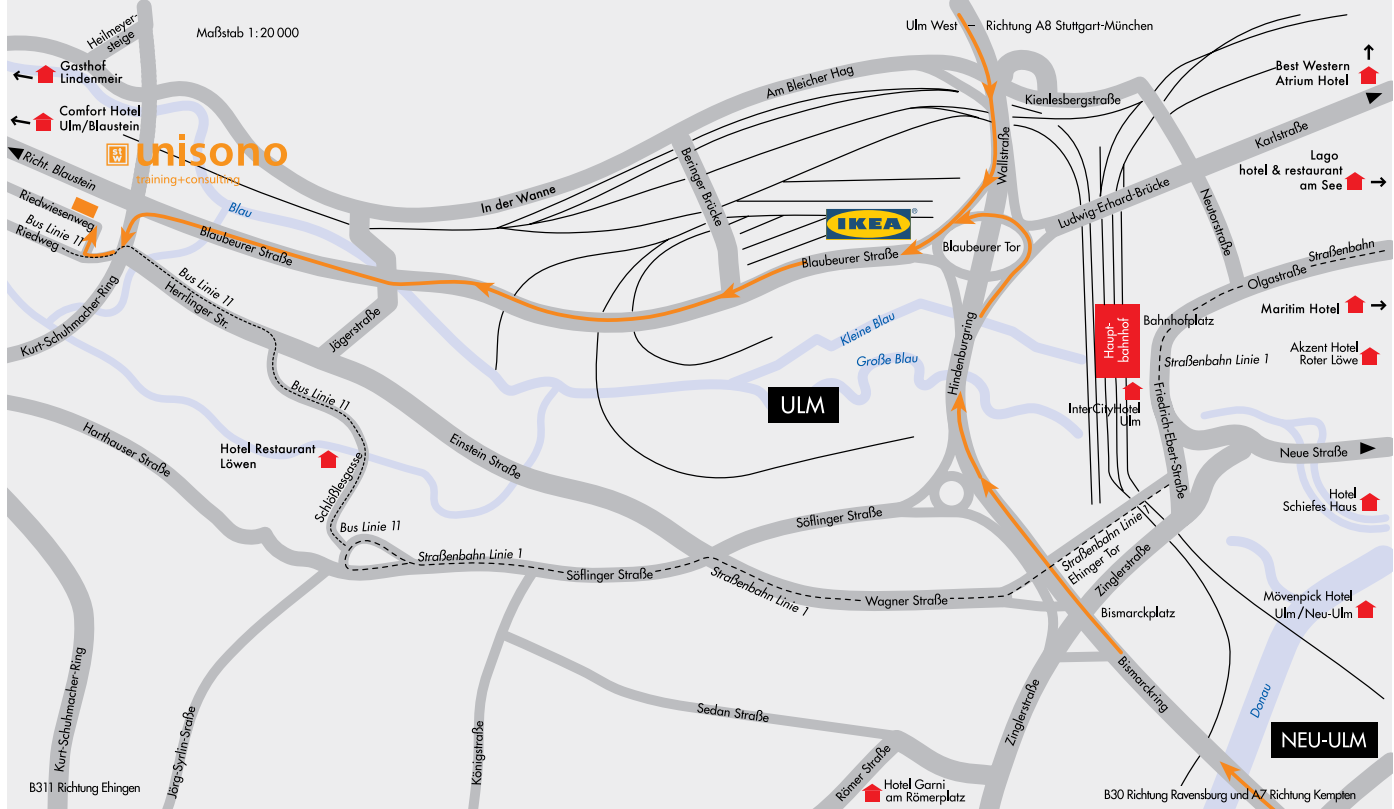 Heilmeyer-
steige
Maßstab 1:20 000
Ulm West – Richtung A8 Stuttgart-München
Gasthof
Lindenmeir
Comfort Hotel
Ulm/Blaustein
Best Western
Atrium Hotel
Am Bleicher Hag
Kienlesbergstraße
Karlstraße
stw unisono
training+consulting
Richt. Blaustein
Wallstraße
Lago
hotel & restaurant
am See
Beringer Brücke
In der Wanne
Ludwig-Erhard-Brücke
Neutorstraße
Riedwiesenweg
Bus Linie 11
Riedweg
Blau
Blaubeurer Straße
IKEA®
Blaubeurer Straße
Blaubeurer Tor
Straßenbahn
Olgastraße
Bus Linie 11
Herrlinger Str.
Kurt-Schuhmacher-Ring
Jägerstraße
Kleine Blau
Große Blau
Hindenburgring
Haupt-
bahnhof
Bahnhofplatz
Maritim Hotel
Straßenbahn Linie 1
Akzent Hotel
Roter Löwe
Bus Linie 11
ULM
InterCityHotel
Ulm
Friedrich-Ebert-Straße
Harthauser Straße
Hotel Restaurant
Löwen
Schlößlesgasse
Einstein Straße
Neue Straße
Hotel
Schiefes Haus
Bus Linie 11
Söflinger Straße
Straßenbahn Linie 1
Straßenbahn Linie 1
Ehinger Tor
Zinglerstraße
Söflinger Straße
Straßenbahn Linie 1
Wagner Straße
Bismarckplatz
Mövenpick Hotel
Ulm/Neu-Ulm
Kurt-Schuhmacher-Ring
Jörg-Syrlin-Sraße
Königstraße
Sedan Straße
Zinglerstraße
Bismarckring
Donau
NEU-ULM
Römer Straße
Hotel Garni
am Römerplatz
B311 Richtung Ehingen
B30 Richtung Ravensburg und A7 Richtung Kempten